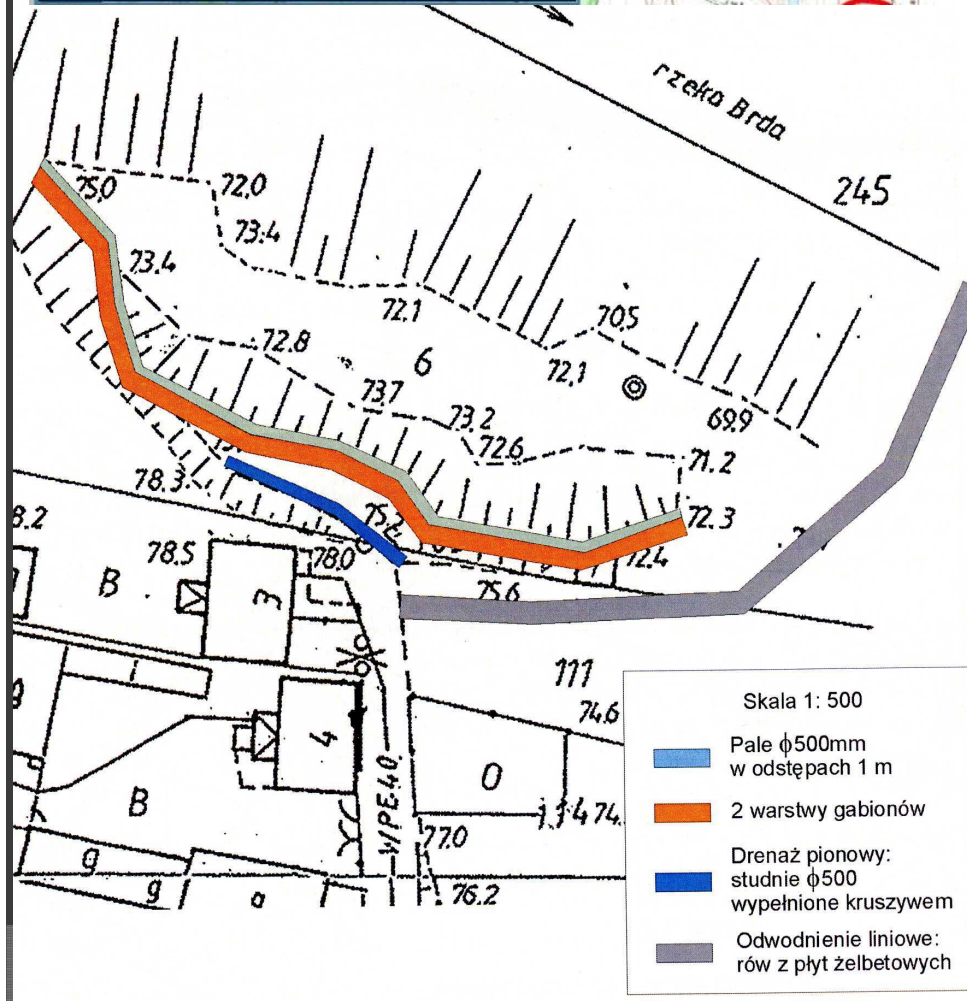 rzeka Brda
245
75,0
72,0
73.4
73.4
72.1
70.5
72.8
6
72,1
73.7
69.9
73.2
72.6
71.2
78.3
75.2
72.3
8.2
78.5
78.0
72.4
B
3
75.6
111
74.6
4
WPE40
O
B
77.0
74.
g
g
76.2
Skala 1: 500
Pale ϕ500mm
w odstępach 1 m
2 warstwy gabionów
Drenaż pionowy:
studnie ϕ500
wypełnione kruszywem
Odwodnienie liniowe:
rów z płyt żelbetowych